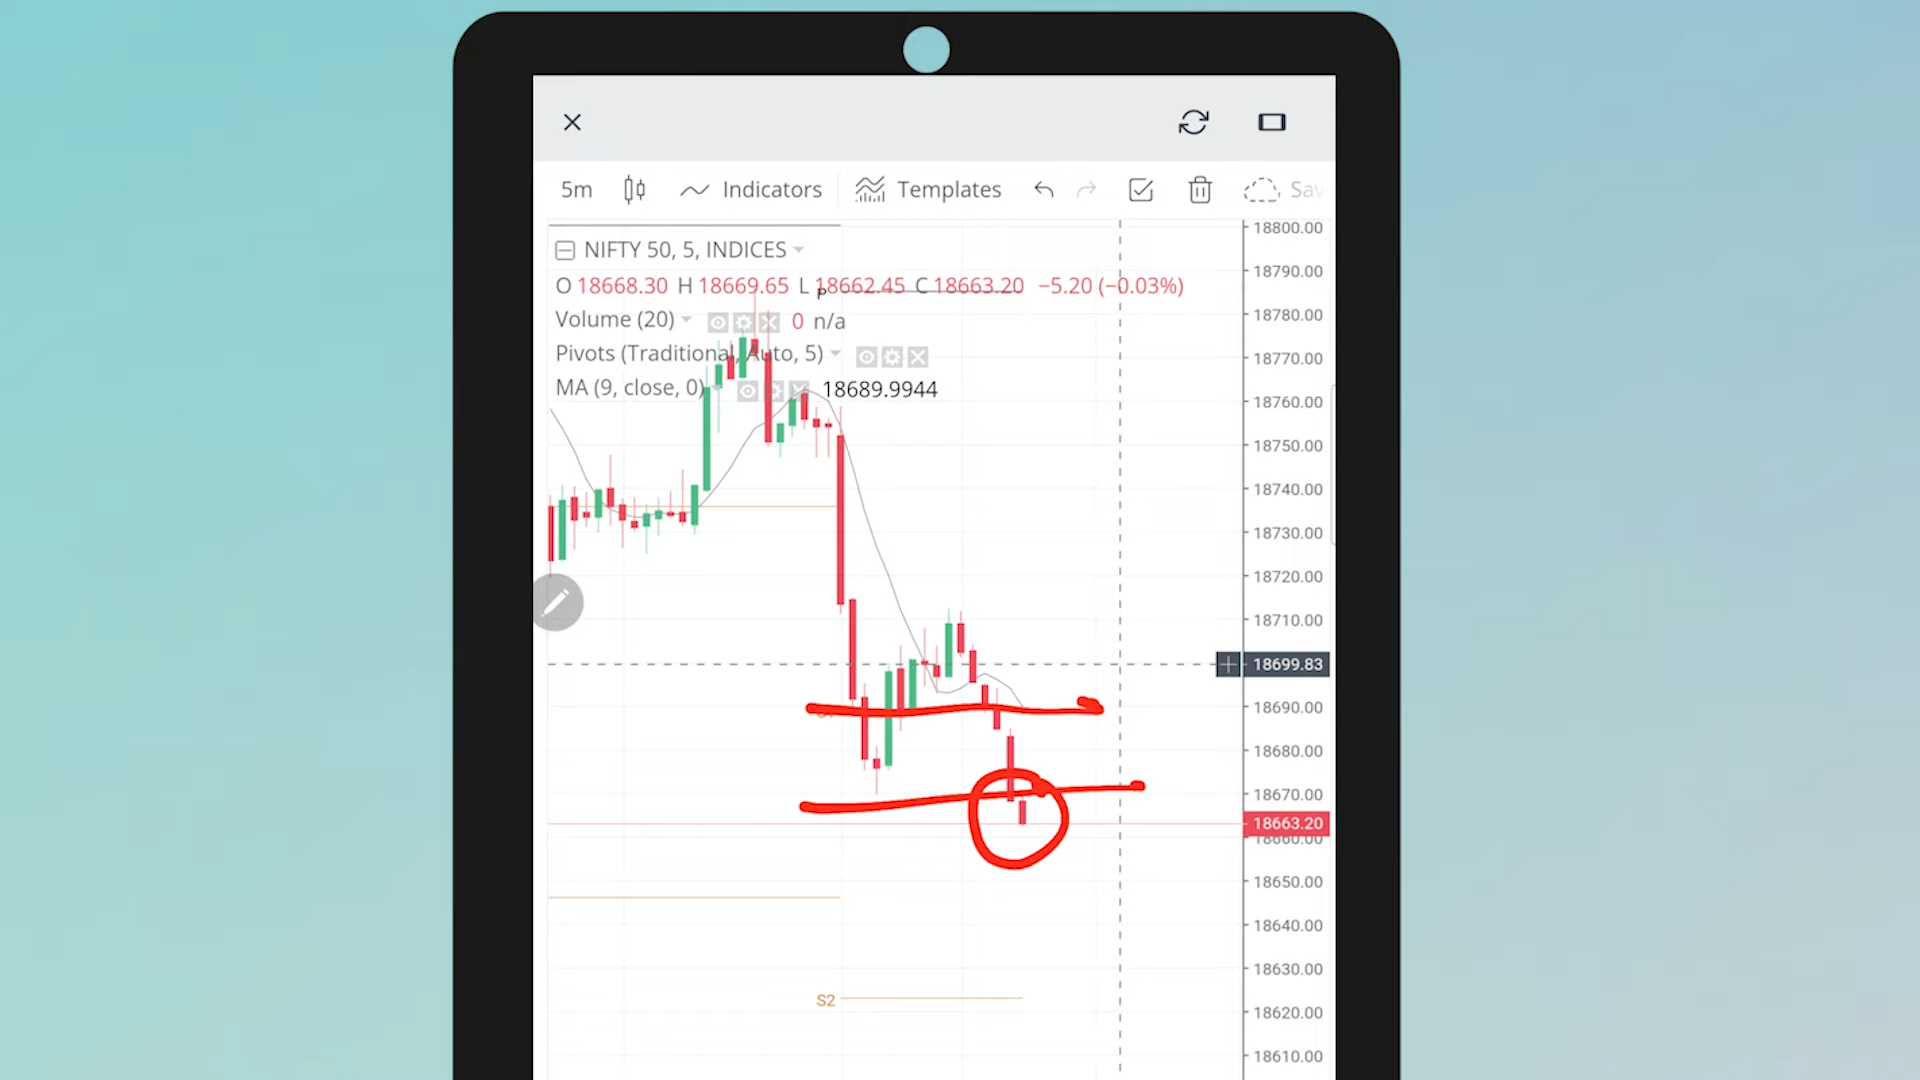 5m Indicators Templates
18800.00
NIFTY 50, 5, INDICES
18790.00
O 18668.30 H 18669.65 L 18662.45 C 18663.20 −5.20 (−0.03%)
P
Volume (20) 0 n/a
18780.00
Pivots (Traditional, Auto, 5)
18770.00
MA (9, close, 0) 18689.9944
18760.00
18750.00
18740.00
18730.00
18720.00
18710.00
18699.83
18690.00
18680.00
18670.00
18663.20
18660.00
18650.00
18640.00
18630.00
S2
18620.00
18610.00